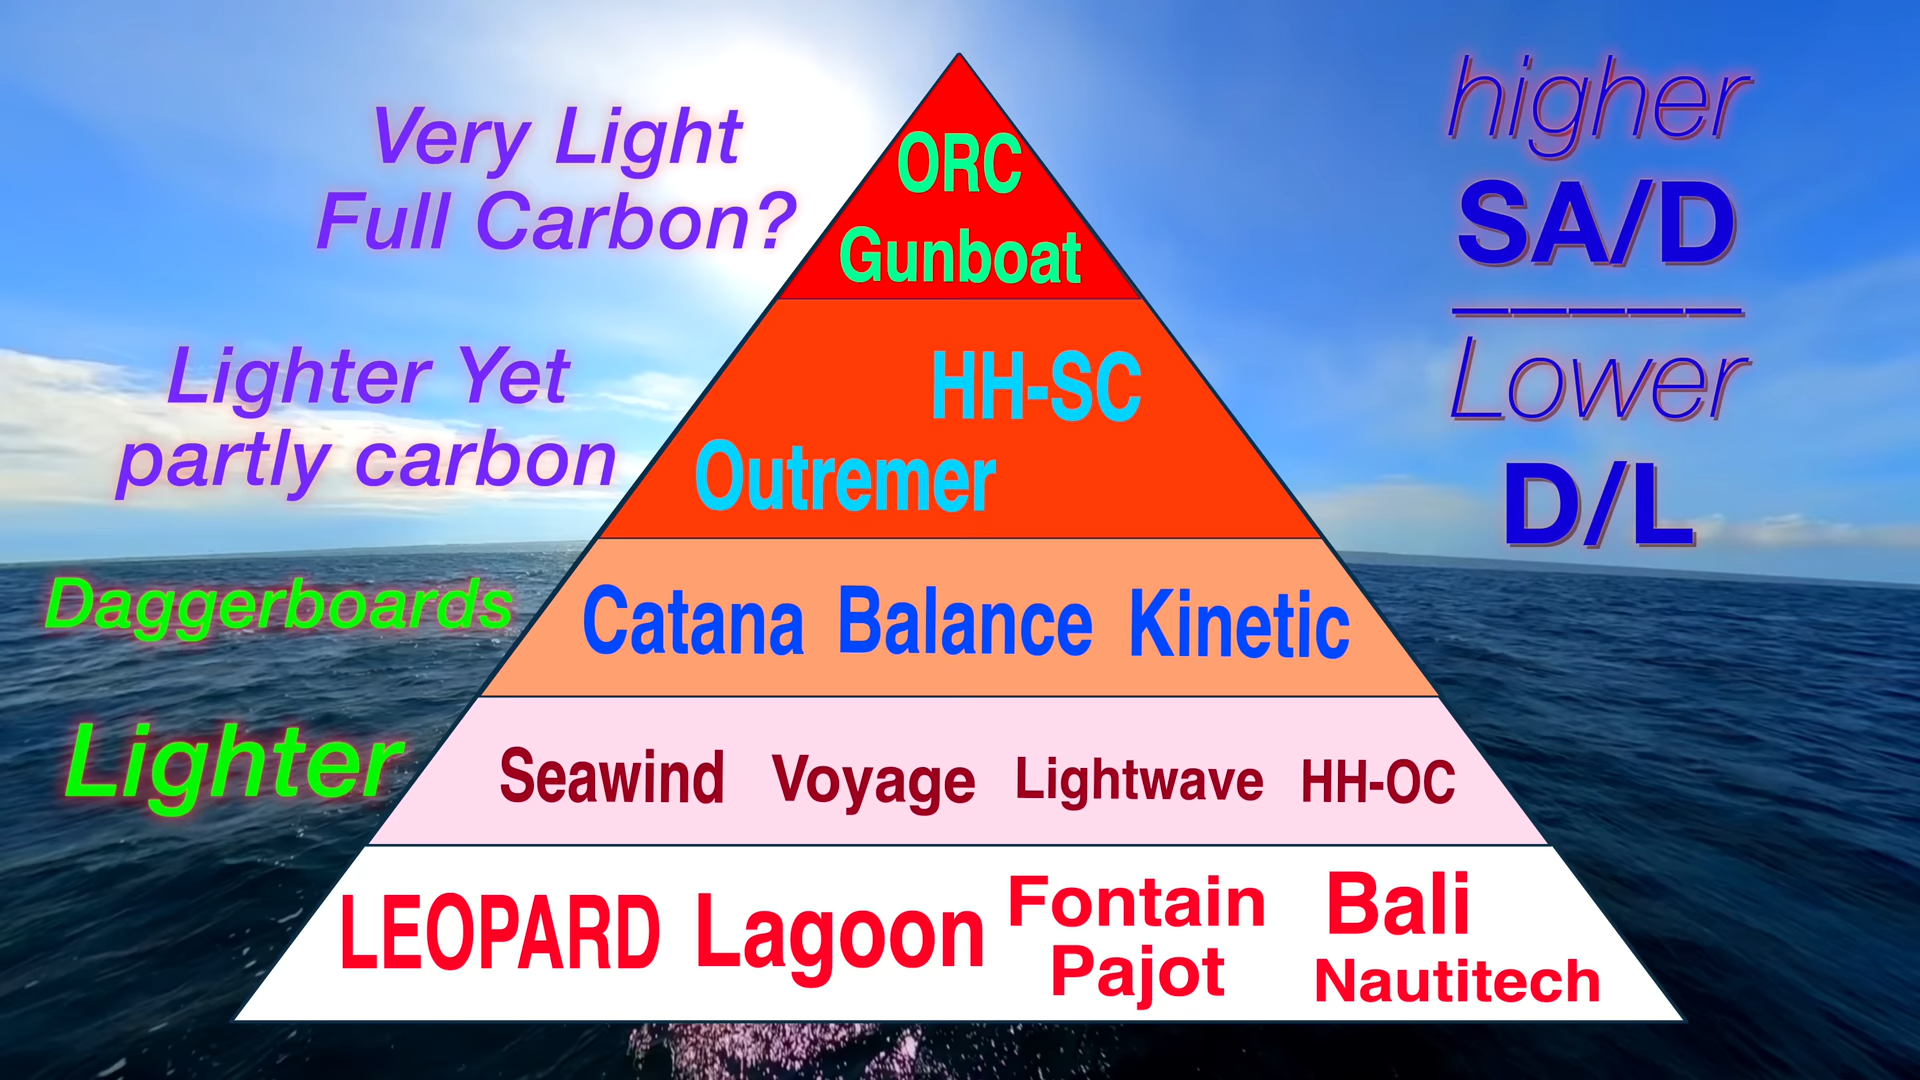 Very Light
Full Carbon?
Lighter Yet
partly carbon
Daggerboards
Lighter
ORC
Gunboat
HH-SC
Outremer
Catana Balance Kinetic
Seawind Voyage Lightwave HH-OC
LEOPARD Lagoon Fontain Pajot Bali Nautitech
higher
SA/D
Lower
D/L